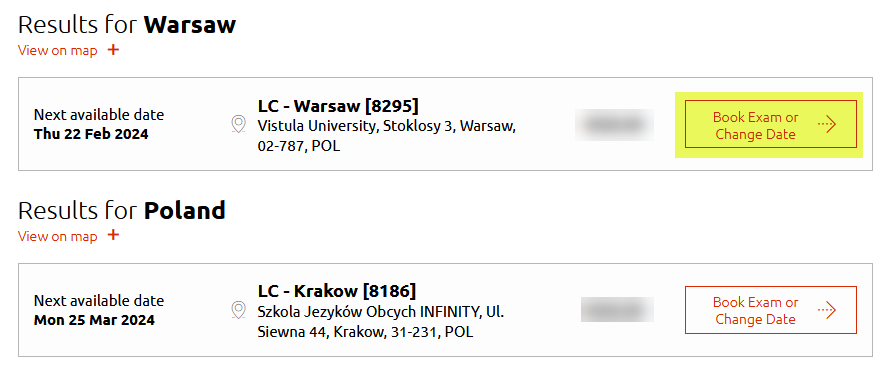 Results for Warsaw
View on map +
Next available date
Thu 22 Feb 2024
LC - Warsaw [8295]
Vistula University, Stoklosy 3, Warsaw,
02-787, POL
Book Exam or
Change Date
Results for Poland
View on map +
Next available date
Mon 25 Mar 2024
LC - Krakow [8186]
Szkola Jezyków Obcych INFINITY, Ul.
Siewna 44, Krakow, 31-231, POL
Book Exam or
Change Date